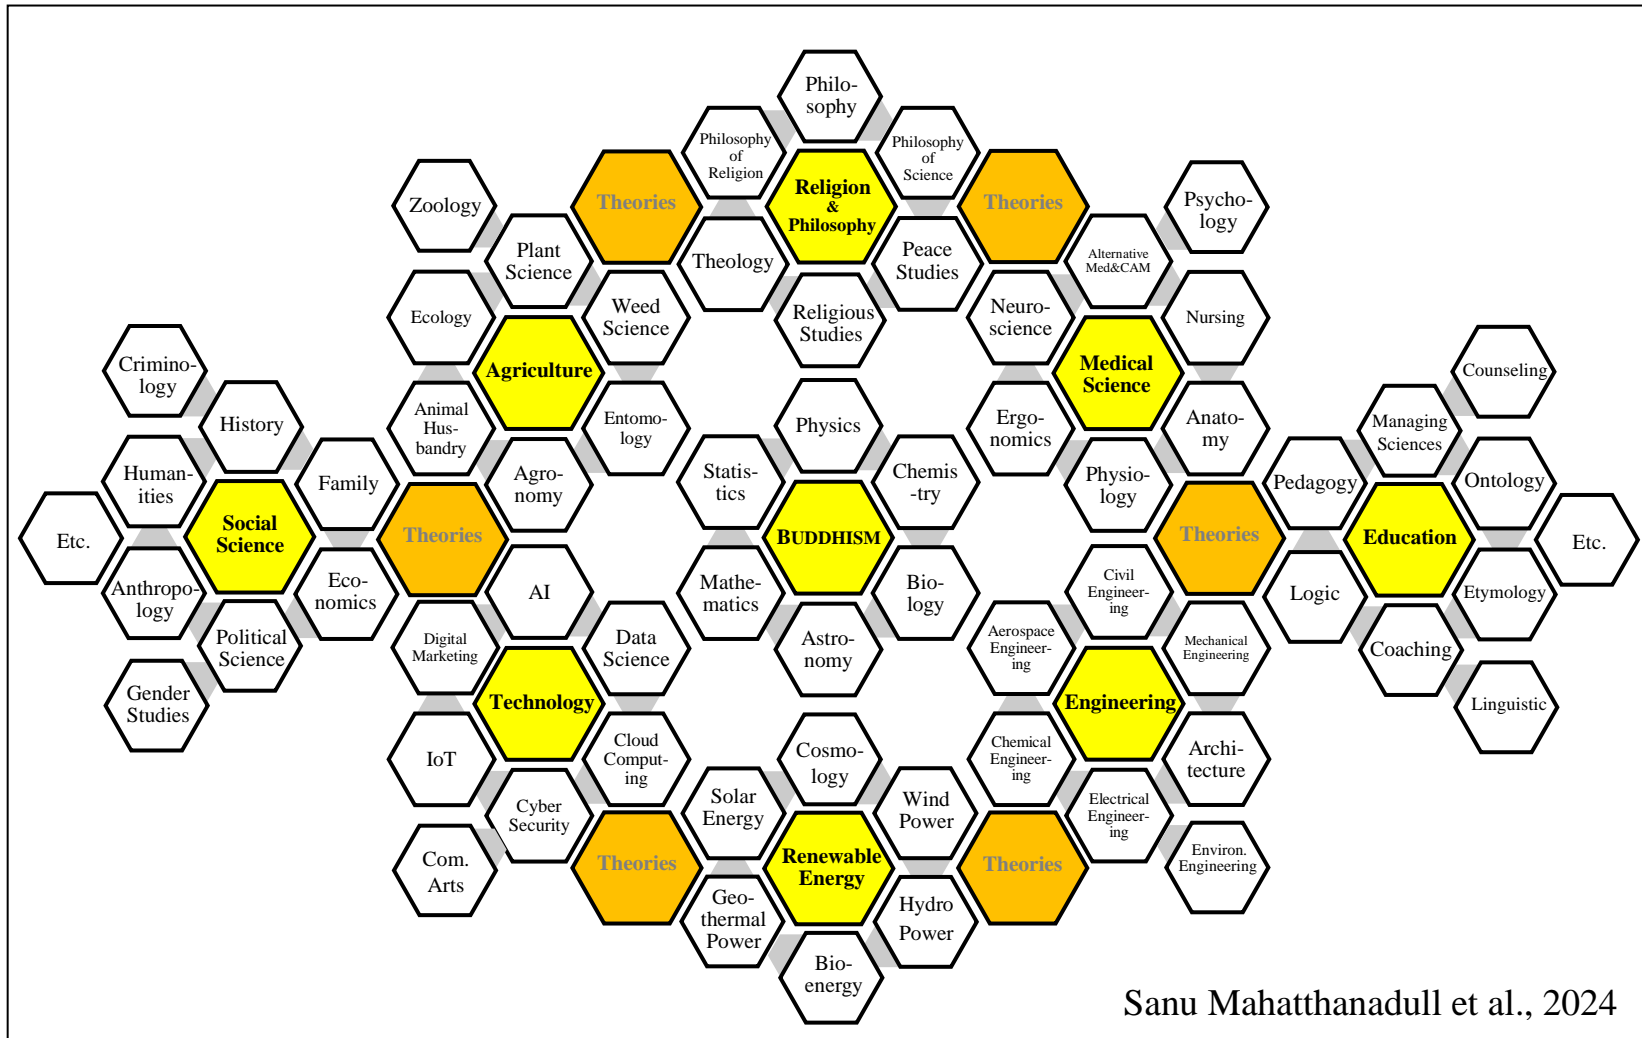 Philo-
sophy
Philosophy
of
Religion
Philosophy
of
Science
Theories
Religion
&
Philosophy
Theories
Zoology
Psycho-
logy
Plant
Science
Theology
Peace
Studies
Alternative
Med&CAM
Ecology
Weed
Science
Religious
Studies
Neuro-
science
Nursing
Agriculture
Medical
Science
Crimino-
logy
Counseling
History
Animal
Hus-
bandry
Entomo-
logy
Physics
Ergo-
nomics
Anato-
my
Managing
Sciences
Human-
ities
Family
Agro-
nomy
Statis-
tics
Chemis
-try
Physio-
logy
Pedagogy
Ontology
Etc.
Social
Science
Theories
BUDDHISM
Theories
Education
Etc.
Anthropo-
logy
Eco-
nomics
AI
Mathe-
matics
Bio-
logy
Civil
Engineer-
ing
Logic
Etymology
Political
Science
Digital
Marketing
Data
Science
Astro-
nomy
Aerospace
Engineer-
ing
Mechanical
Engineering
Coaching
Gender
Studies
Technology
Engineering
Linguistic
IoT
Cloud
Comput-
ing
Cosmo-
logy
Chemical
Engineer-
ing
Archi-
tecture
Cyber
Security
Solar
Energy
Wind
Power
Electrical
Engineer-
ing
Com.
Arts
Theories
Renewable
Energy
Theories
Environ.
Engineering
Geo-
thermal
Power
Hydro
Power
Bio-
energy
Sanu Mahatthanadull et al., 2024